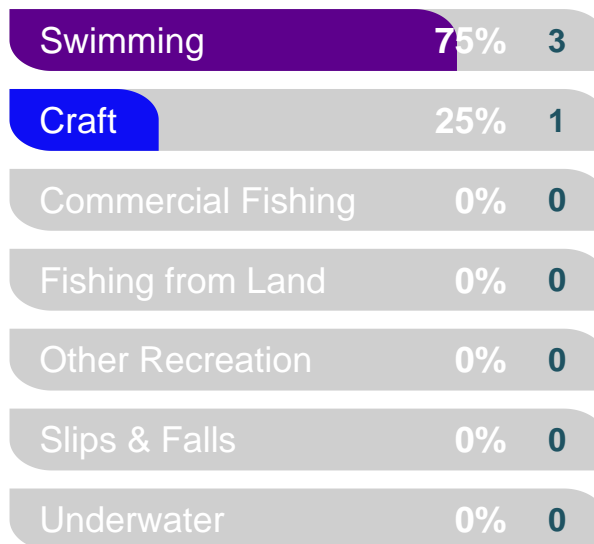 Swimming 75% 3
Craft 25% 1
Commercial Fishing 0% 0
Fishing from Land 0% 0
Other Recreation 0% 0
Slips & Falls 0% 0
Underwater 0% 0